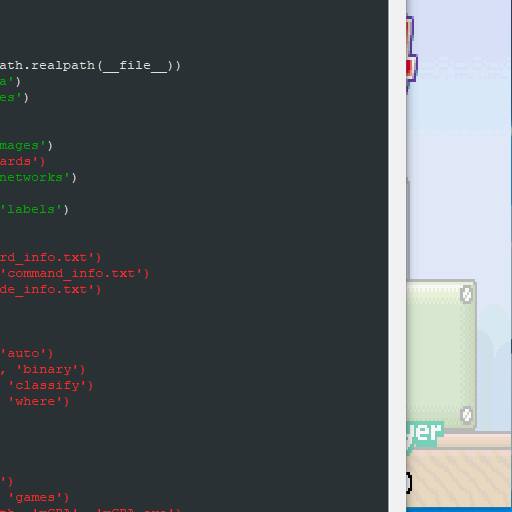 ath.realpath(__file__))
a')
es')
mages')
ards')
networks')
'labels')
rd_info.txt')
'command_info.txt')
de_info.txt')
'auto')
, 'binary')
'classify')
'where')
')
'games')
yer
0